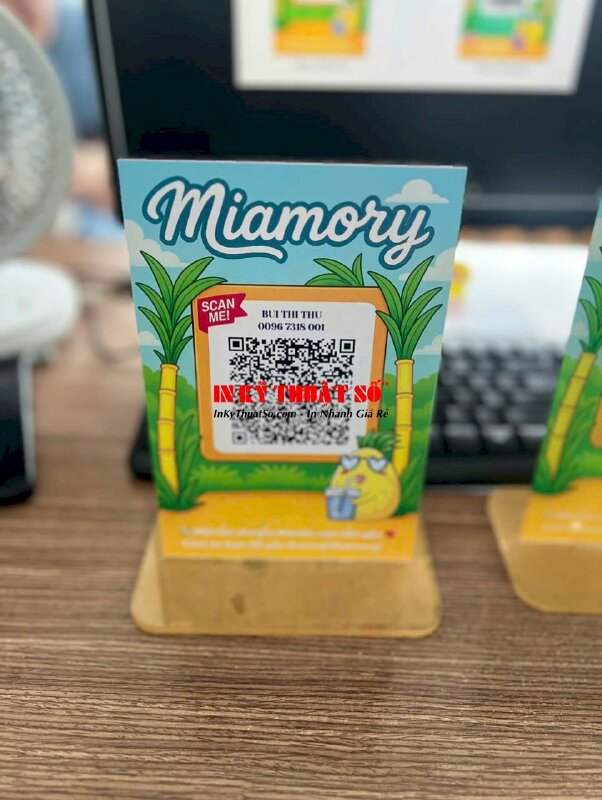 Miamory
SCAN
ME!
BUI THI THU
0096 7318 001
IN KỸ THUẬT SỐ
InKyThuatSo.com - In Nhanh Giá Rẻ